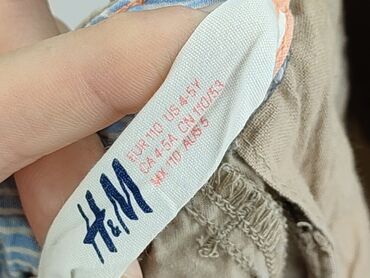 H&M
EUR 110 US 4-5Y
CA 4-5A CN 110/53
MX 110 AUS 5